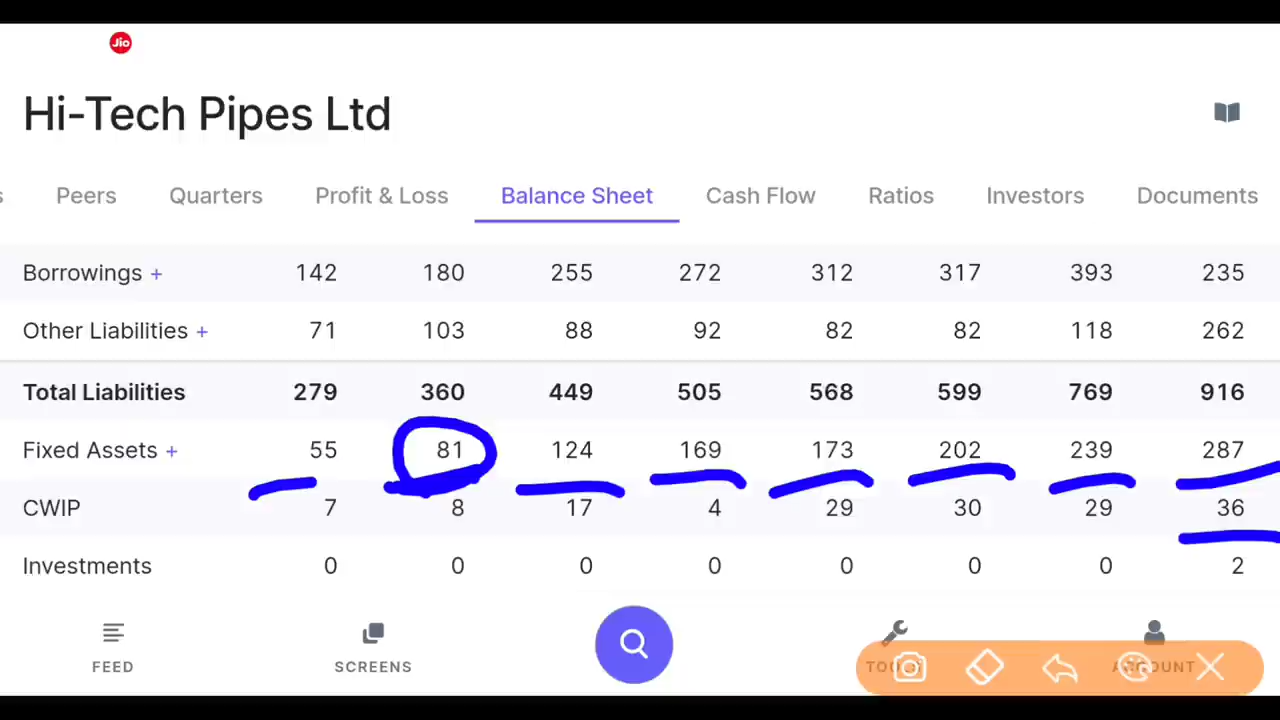 Jio
Hi-Tech Pipes Ltd
s Peers Quarters Profit & Loss Balance Sheet Cash Flow Ratios Investors Documents
Borrowings + 142 180 255 272 312 317 393 235
Other Liabilities + 71 103 88 92 82 82 118 262
Total Liabilities 279 360 449 505 568 599 769 916
Fixed Assets + 55 81 124 169 173 202 239 287
CWIP 7 8 17 4 29 30 29 36
Investments 0 0 0 0 0 0 0 2
FEED SCREENS TOOLS ACCOUNT